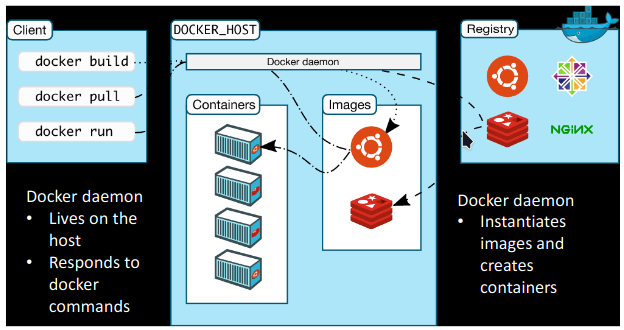 Client
docker build
docker pull
docker run
DOCKER_HOST
Docker daemon
Containers
Images
Registry
NGINX
Docker daemon
• Lives on the
host
• Responds to
docker
commands
Docker daemon
• Instantiates
images and
creates
containers